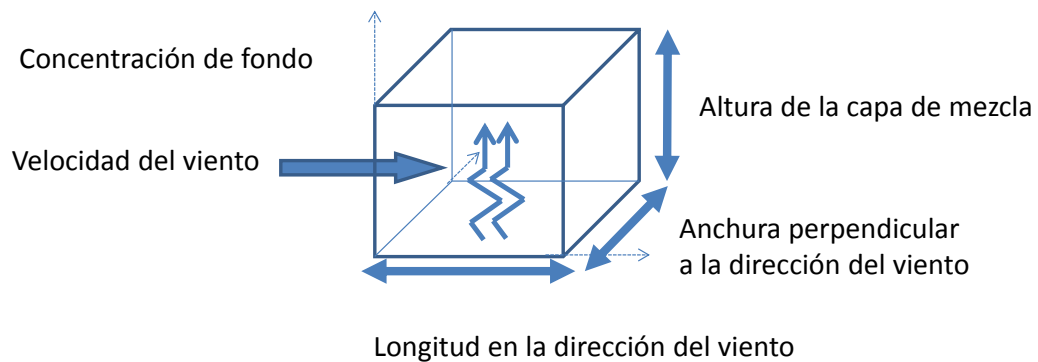 Concentración de fondo
Altura de la capa de mezcla
Velocidad del viento
Anchura perpendicular
a la dirección del viento
Longitud en la dirección del viento